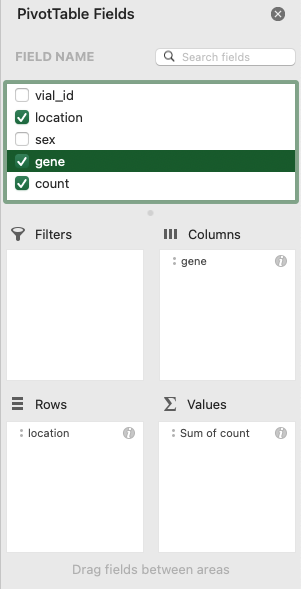 PivotTable Fields
FIELD NAME
Search fields
vial_id
location
sex
gene
count
Filters
Columns
gene
Rows
Values
location
Sum of count
Drag fields between areas